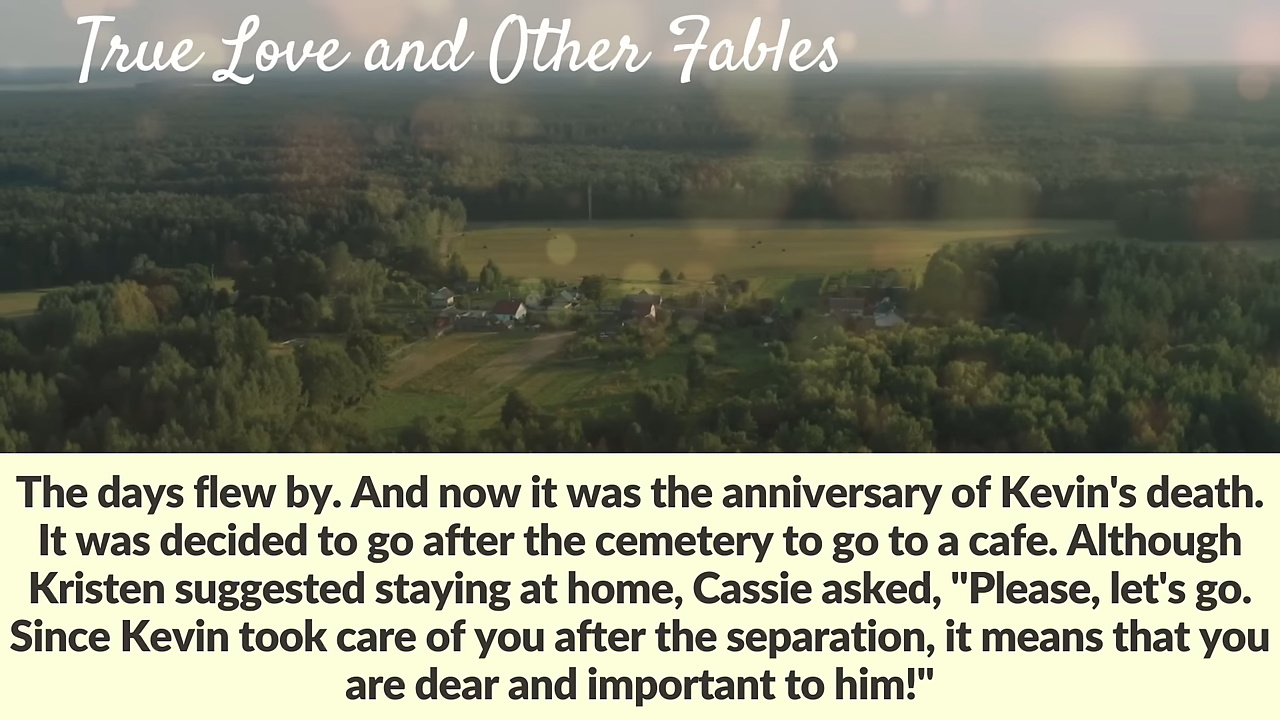 True Love and Other Fables
The days flew by. And now it was the anniversary of Kevin's death.
It was decided to go after the cemetery to go to a cafe. Although
Kristen suggested staying at home, Cassie asked, "Please, let's go.
Since Kevin took care of you after the separation, it means that you
are dear and important to him!"